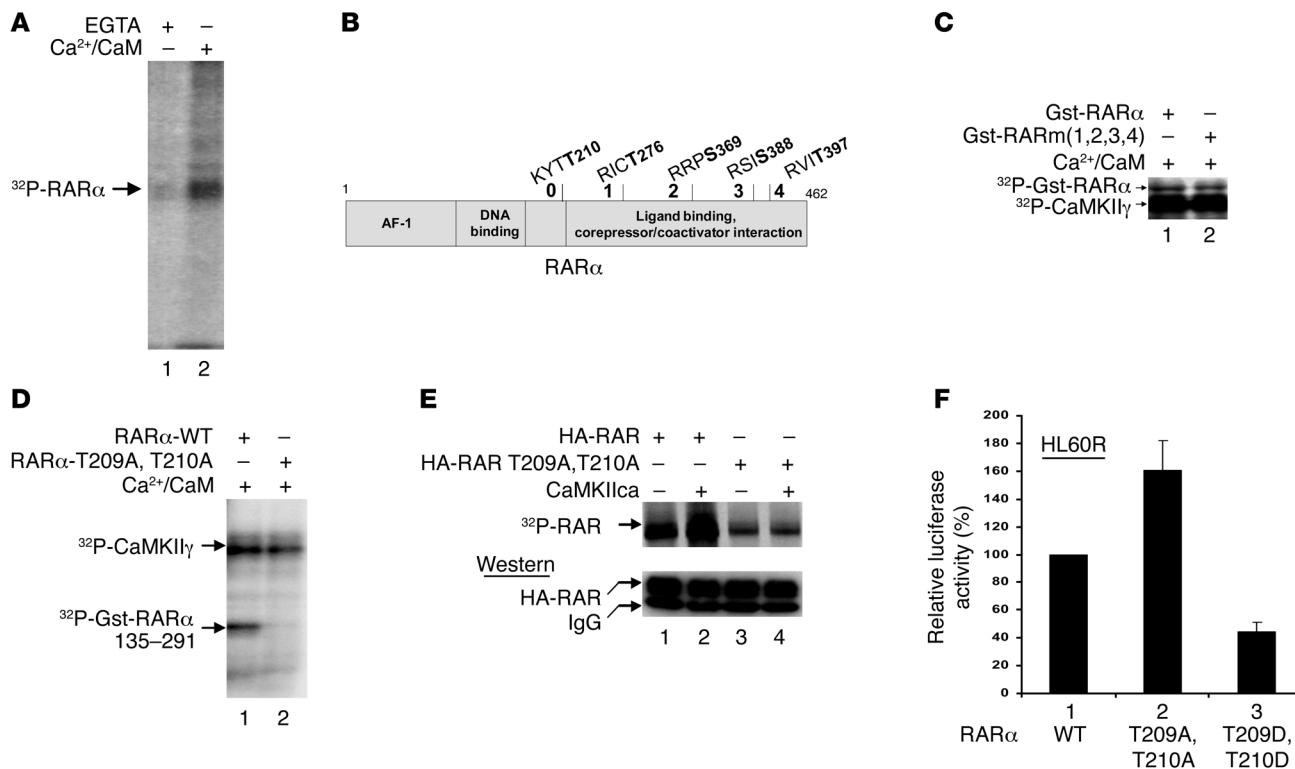 A
EGTA + –
Ca2+/CaM – +
32P-RARα
1 2
B
KYTT210
RICT276
RRPS369
RSIS388
RVIT397
1 0 1 2 3 4 462
AF-1
DNA binding
Ligand binding,
corepressor/coactivator interaction
RARα
C
Gst-RARα + –
Gst-RARm(1,2,3,4) – +
Ca2+/CaM + +
32P-Gst-RARα
32P-CaMKIIγ
1 2
D
RARα-WT + –
RARα-T209A, T210A – +
Ca2+/CaM + +
32P-CaMKIIγ
32P-Gst-RARα
135–291
1 2
E
HA-RAR + + – –
HA-RAR T209A,T210A – – + +
CaMKIIca – + – +
32P-RAR
Western
HA-RAR
IgG
1 2 3 4
F
HL60R
Relative luciferase
activity (%)
200
180
160
140
120
100
80
60
40
20
0
1 2 3
RARα WT T209A, T209D,
T210A T210D